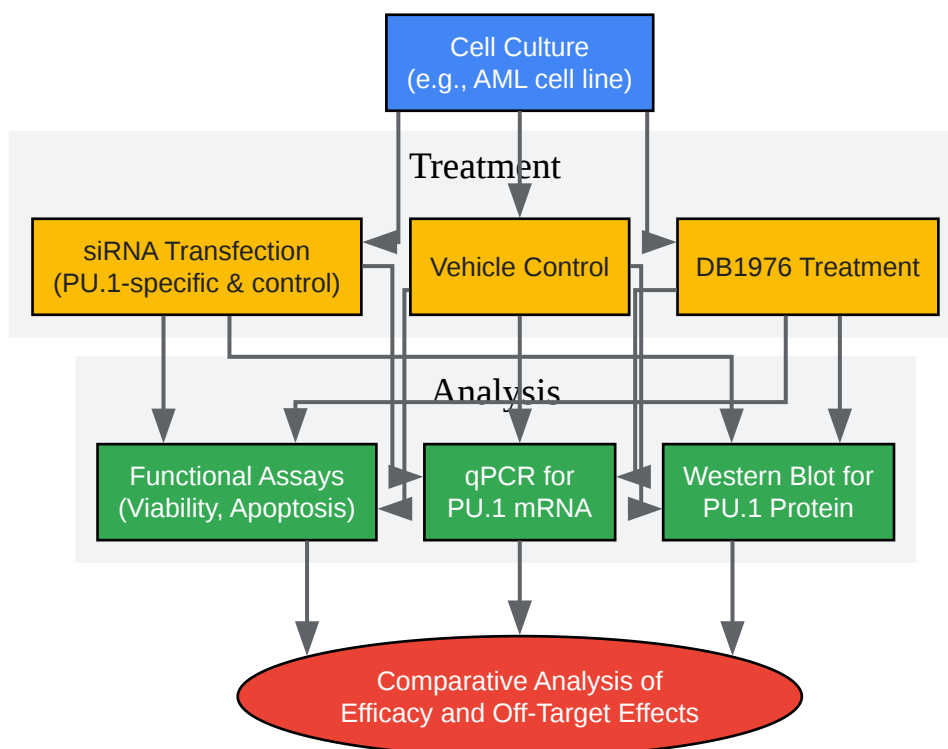 Cell Culture
(e.g., AML cell line)
Treatment
siRNA Transfection
(PU.1-specific & control)
Vehicle Control
DB1976 Treatment
Analysis
Functional Assays
(Viability, Apoptosis)
qPCR for
PU.1 mRNA
Western Blot for
PU.1 Protein
Comparative Analysis of
Efficacy and Off-Target Effects